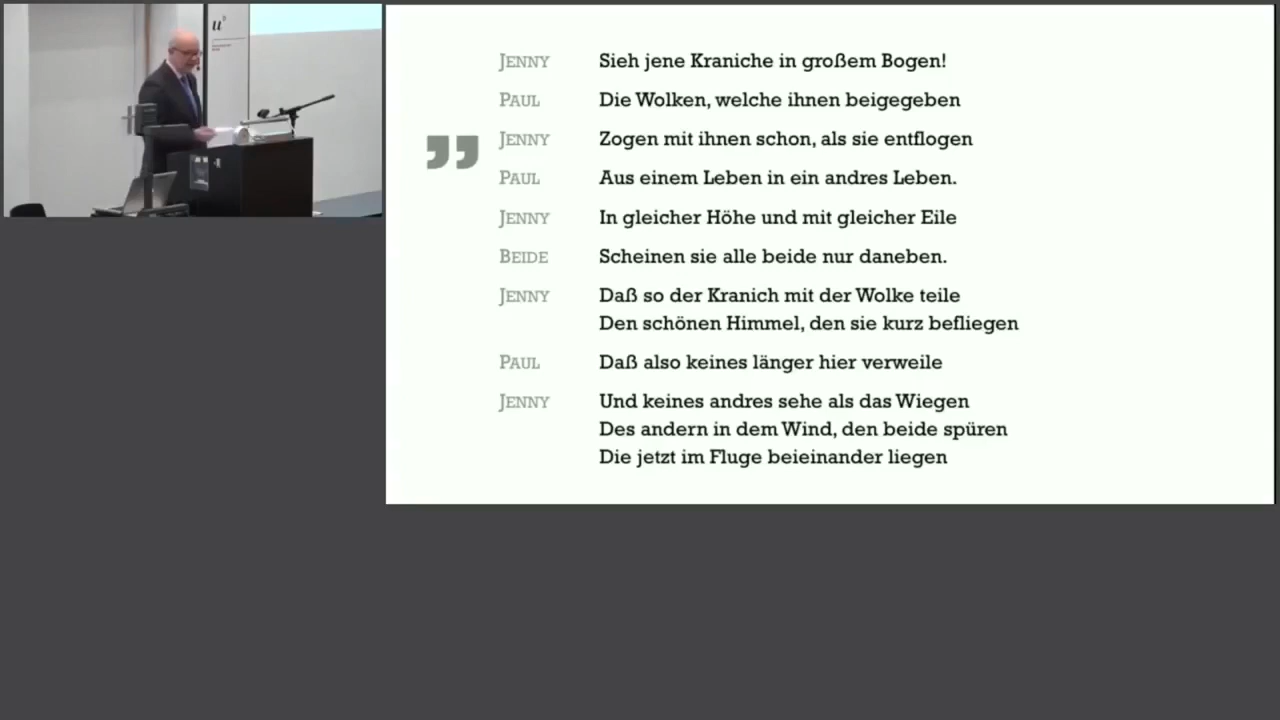 u
b
JENNY Sieh jene Kraniche in großem Bogen!
PAUL Die Wolken, welche ihnen beigegeben
JENNY Zogen mit ihnen schon, als sie entflogen
PAUL Aus einem Leben in ein andres Leben.
JENNY In gleicher Höhe und mit gleicher Eile
BEIDE Scheinen sie alle beide nur daneben.
JENNY Daß so der Kranich mit der Wolke teile
Den schönen Himmel, den sie kurz befliegen
PAUL Daß also keines länger hier verweile
JENNY Und keines andres sehe als das Wiegen
Des andern in dem Wind, den beide spüren
Die jetzt im Fluge beieinander liegen